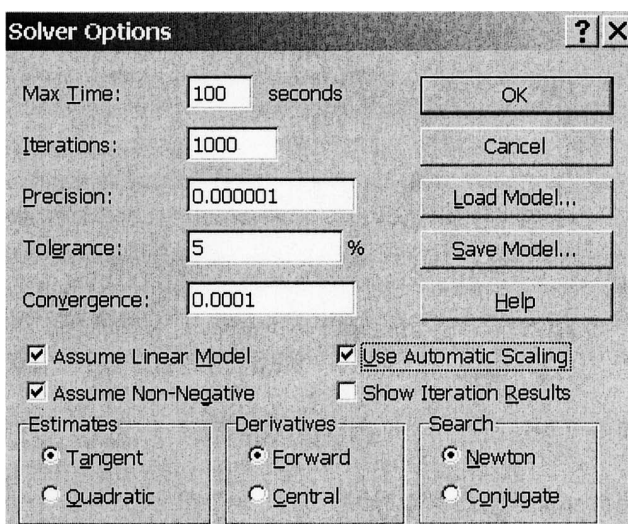 Solver Options ? X
Max Time: 100 seconds OK
Iterations: 1000 Cancel
Precision: 0.000001 Load Model...
Tolerance: 5 % Save Model...
Convergence: 0.0001 Help
Assume Linear Model Use Automatic Scaling
Assume Non-Negative Show Iteration Results
Estimates Derivatives Search
Tangent Forward Newton
Quadratic Central Conjugate